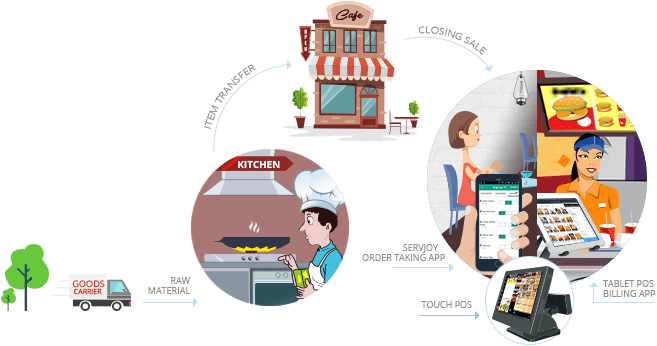 GOODS
CARRIER
RAW
MATERIAL
KITCHEN
ITEM TRANSFER
Cafe
OPEN
CLOSING SALE
SERVJOY
ORDER TAKING APP
TOUCH POS
TABLET POS
BILLING APP